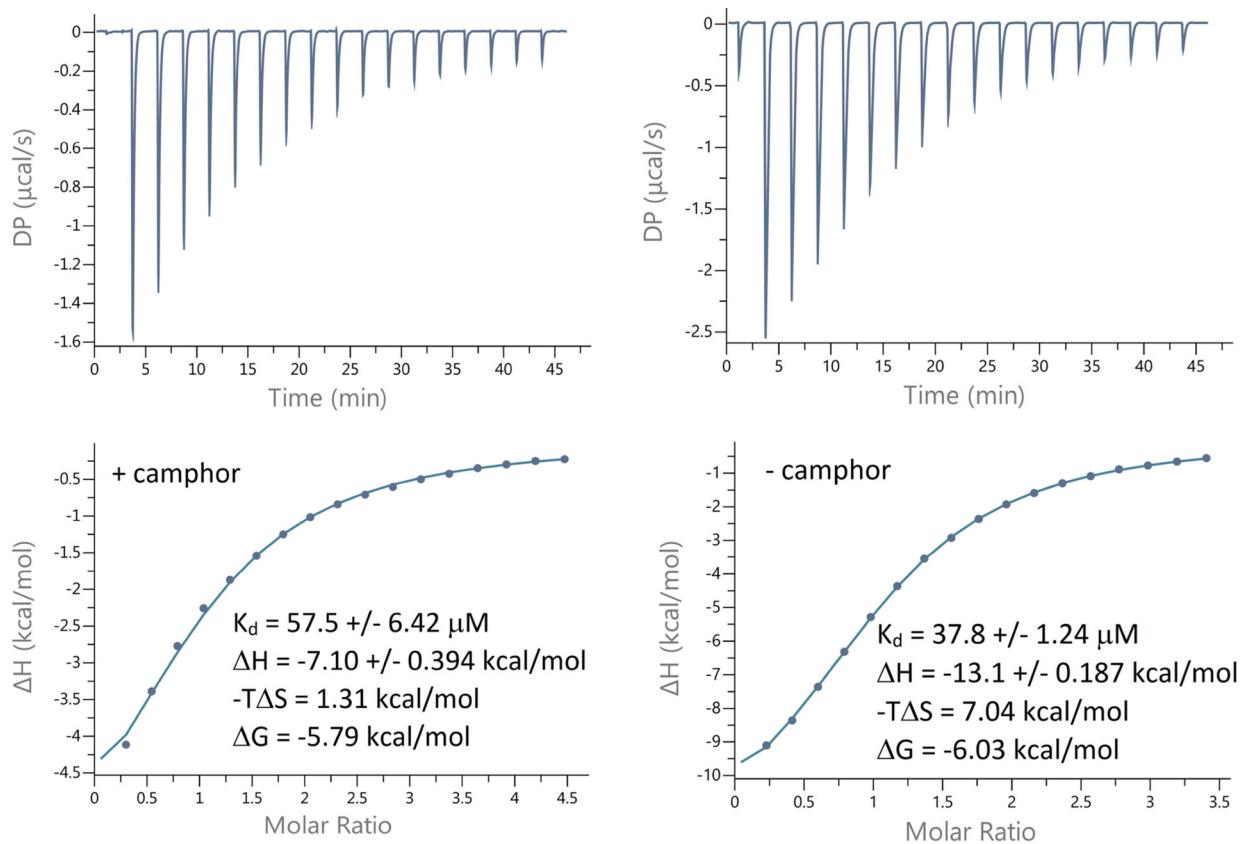 0
-0.2
-0.4
-0.6
-0.8
-1
-1.2
-1.4
-1.6
DP (μcal/s)
0 5 10 15 20 25 30 35 40 45
Time (min)
0
-0.5
-1
-1.5
-2
-2.5
DP (μcal/s)
0 5 10 15 20 25 30 35 40 45
Time (min)
+ camphor
-0.5
-1
-1.5
-2
-2.5
-3
-3.5
-4
-4.5
ΔH (kcal/mol)
Kd = 57.5 +/- 6.42 μM
ΔH = -7.10 +/- 0.394 kcal/mol
-TΔS = 1.31 kcal/mol
ΔG = -5.79 kcal/mol
0 0.5 1 1.5 2 2.5 3 3.5 4 4.5
Molar Ratio
- camphor
-1
-2
-3
-4
-5
-6
-7
-8
-9
-10
ΔH (kcal/mol)
Kd = 37.8 +/- 1.24 μM
ΔH = -13.1 +/- 0.187 kcal/mol
-TΔS = 7.04 kcal/mol
ΔG = -6.03 kcal/mol
0 0.5 1 1.5 2 2.5 3 3.5
Molar Ratio